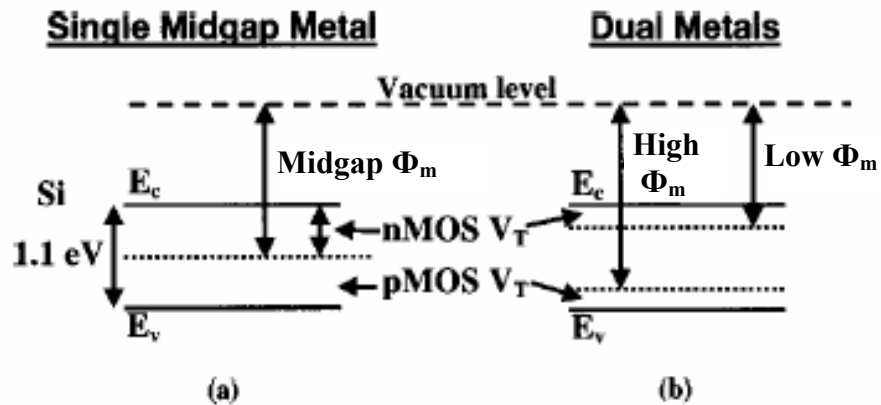 Single Midgap Metal
Dual Metals
Vacuum level
Midgap Φm
High
Φm
Low Φm
Si
1.1 eV
Ec
Ec
nMOS VT
pMOS VT
Ev
Ev
(a)
(b)